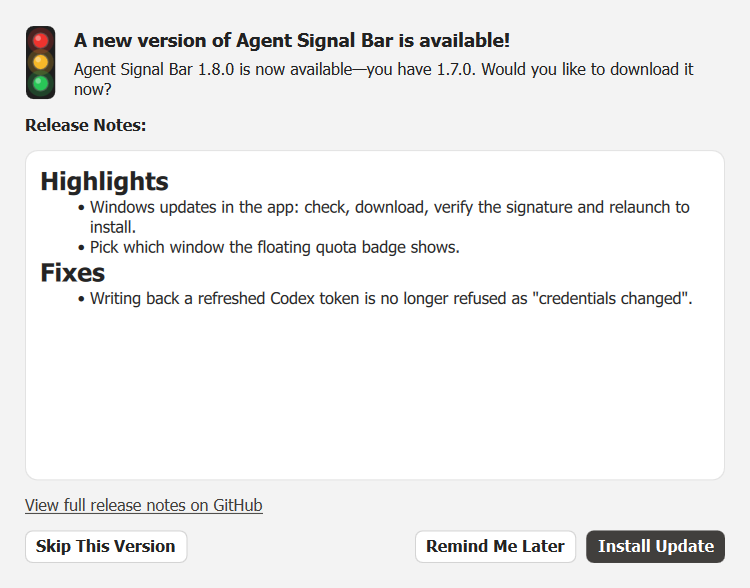 A new version of Agent Signal Bar is available!
Agent Signal Bar 1.8.0 is now available—you have 1.7.0. Would you like to download it
now?
Release Notes:
Highlights
• Windows updates in the app: check, download, verify the signature and relaunch to
install.
• Pick which window the floating quota badge shows.
Fixes
• Writing back a refreshed Codex token is no longer refused as "credentials changed".
View full release notes on GitHub
Skip This Version
Remind Me Later
Install Update